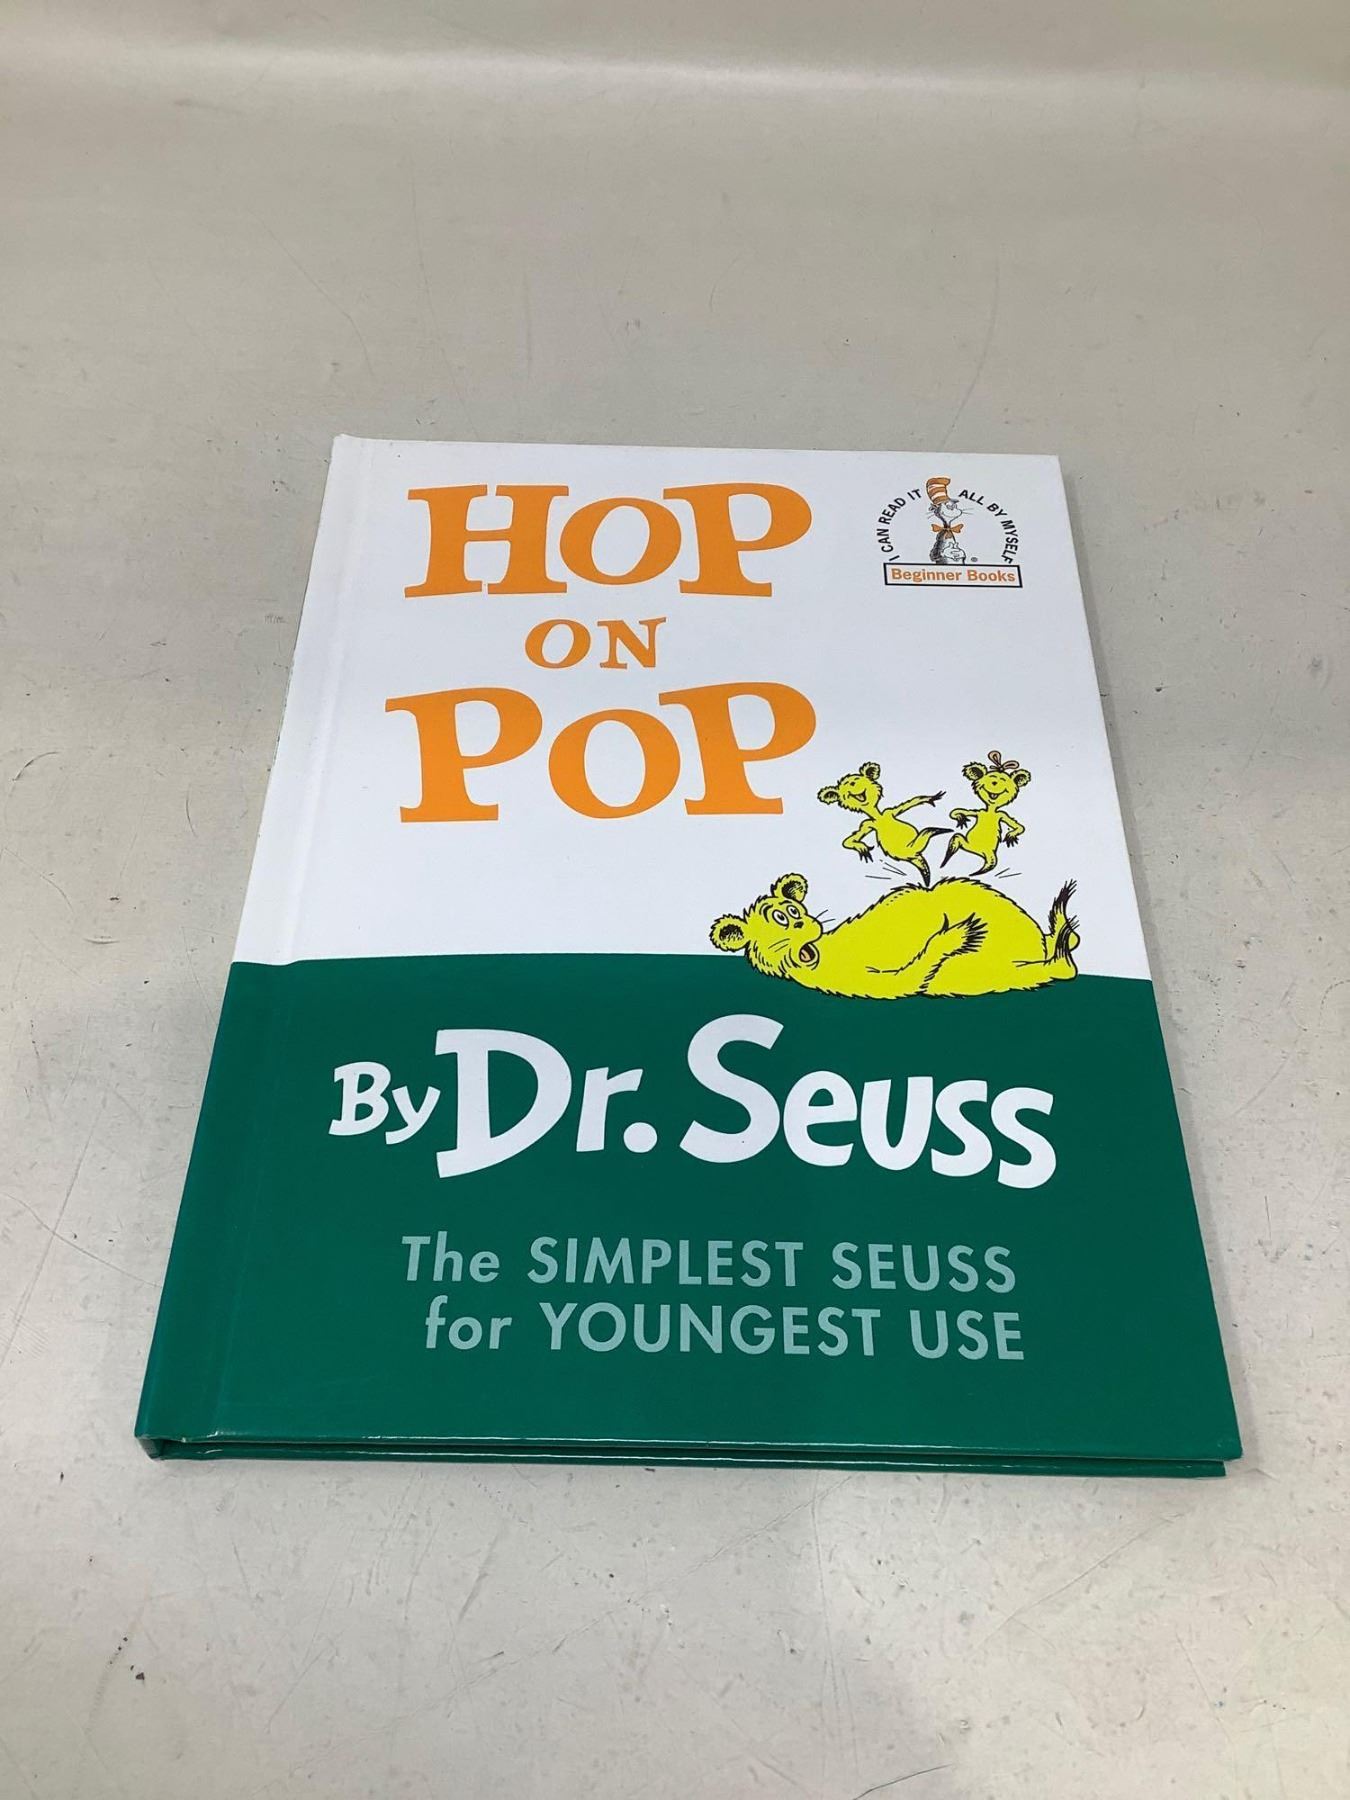 HOP
ON
POP
I CAN READ IT ALL BY MYSELF
Beginner Books
By Dr. Seuss
The SIMPLEST SEUSS
for YOUNGEST USE